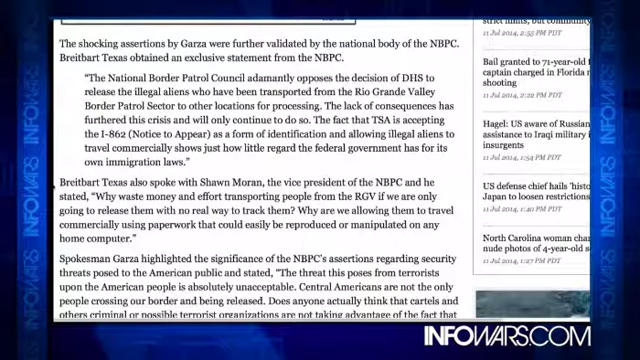 The shocking assertions by Garza were further validated by the national body of the NBPC.
Breitbart Texas obtained an exclusive statement from the NBPC.
“The National Border Patrol Council adamantly opposes the decision of DHS to
release the illegal aliens who have been transported from the Rio Grande Valley
Border Patrol Sector to other locations for processing. The lack of consequences has
furthered this crisis and will only continue to do so. The fact that TSA is accepting
the I-862 (Notice to Appear) as a form of identification and allowing illegal aliens to
travel commercially shows just how little regard the federal government has for its
own immigration laws.”
Breitbart Texas also spoke with Shawn Moran, the vice president of the NBPC and he
stated, “Why waste money and effort transporting people from the RGV if we are only
going to release them with no real way to track them? Why are we allowing them to travel
commercially using paperwork that could easily be reproduced or manipulated on any
home computer.”
Spokesman Garza highlighted the significance of the NBPC’s assertions regarding security
threats posed to the American public and stated, “The threat this poses from terrorists
upon the American people is absolutely unacceptable. Central Americans are not the only
people crossing our border and being released. Does anyone actually think that cartels and
others criminal or possible terrorist organizations are not taking advantage of the fact that
strict limits, but community
11 Jul 2014, 2:55 PM PDT
Bail granted to 71-year-old
captain charged in Florida
shooting
11 Jul 2014, 2:22 PM PDT
Hagel: US aware of Russian
assistance to Iraqi military
insurgents
11 Jul 2014, 1:54 PM PDT
US defense chief hails 'histo
Japan to loosen restrictions
11 Jul 2014, 1:40 PM PDT
North Carolina woman char
nude photos of 4-year-old s
11 Jul 2014, 1:27 PM PDT
INFOWARS
INFOWARS
INFOWARS.COM